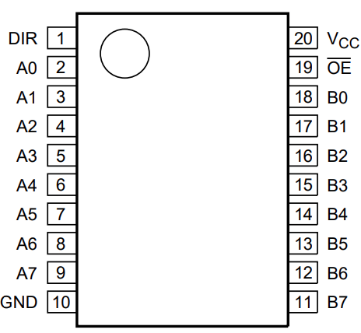 DIR 1 20 VCC
A0 2 19 OE
A1 3 18 B0
A2 4 17 B1
A3 5 16 B2
A4 6 15 B3
A5 7 14 B4
A6 8 13 B5
A7 9 12 B6
GND 10 11 B7